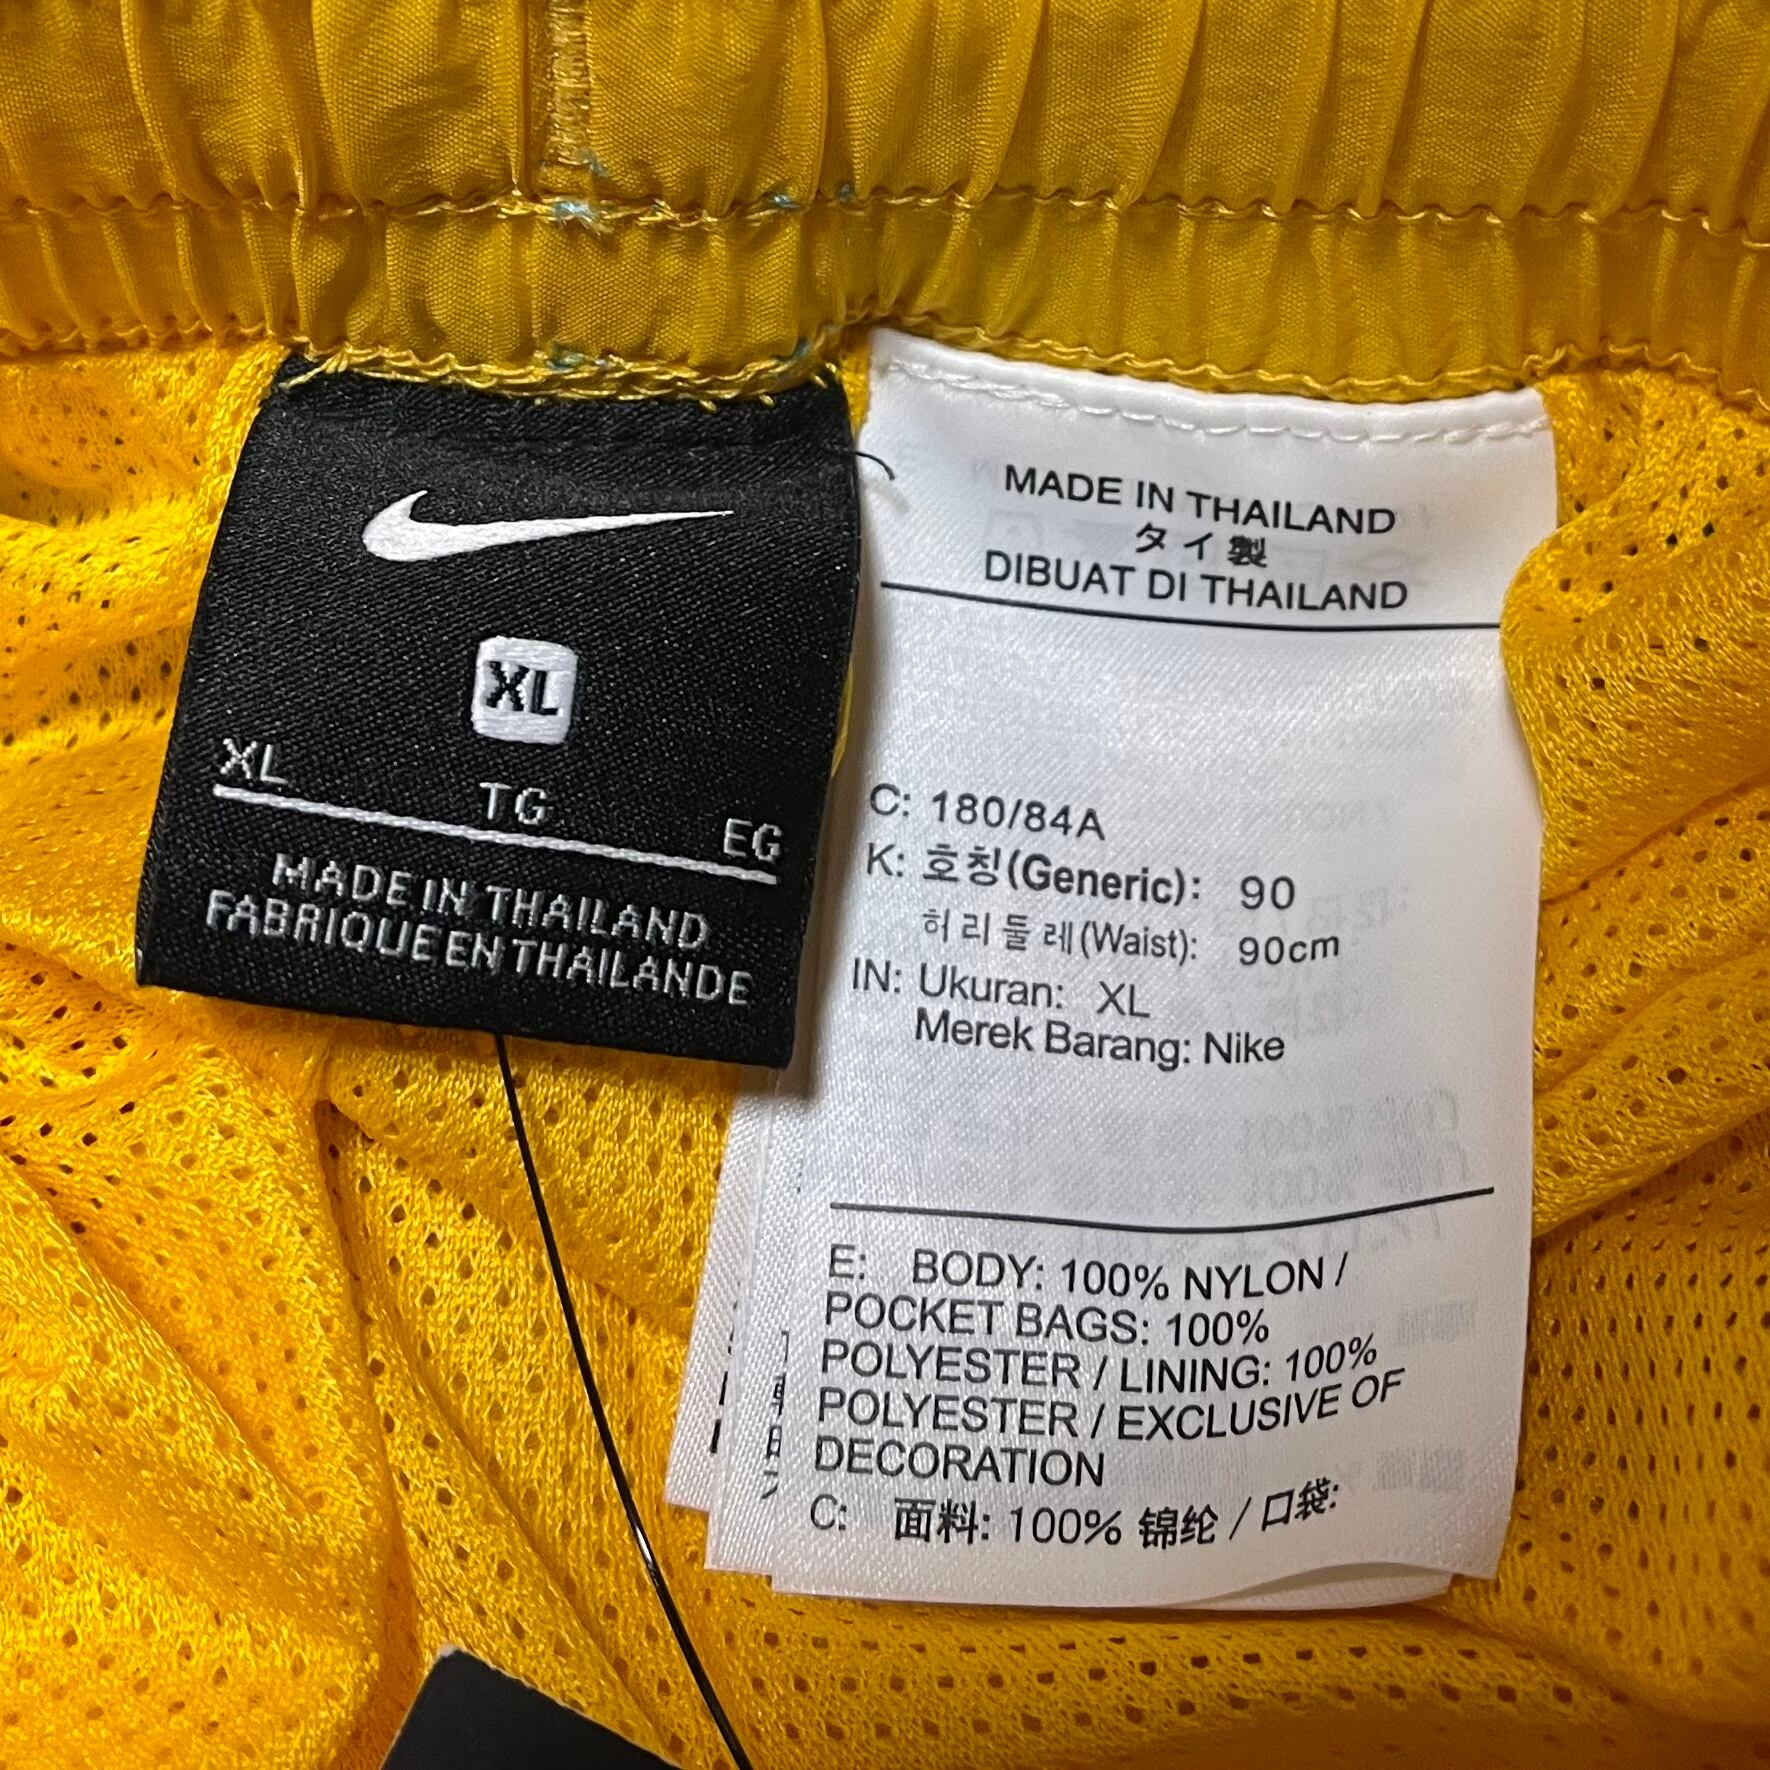 XL
XL
TG
EG
MADE IN THAILAND
FABRIQUE EN THAILANDE
MADE IN THAILAND
タイ製
DIBUAT DI THAILAND
C: 180/84A
K: 호칭(Generic): 90
허리둘레(Waist): 90cm
IN: Ukuran: XL
Merek Barang: Nike
E: BODY: 100% NYLON /
POCKET BAGS: 100%
POLYESTER / LINING: 100%
POLYESTER / EXCLUSIVE OF
DECORATION
C: 面料: 100% 锦纶 / 口袋: